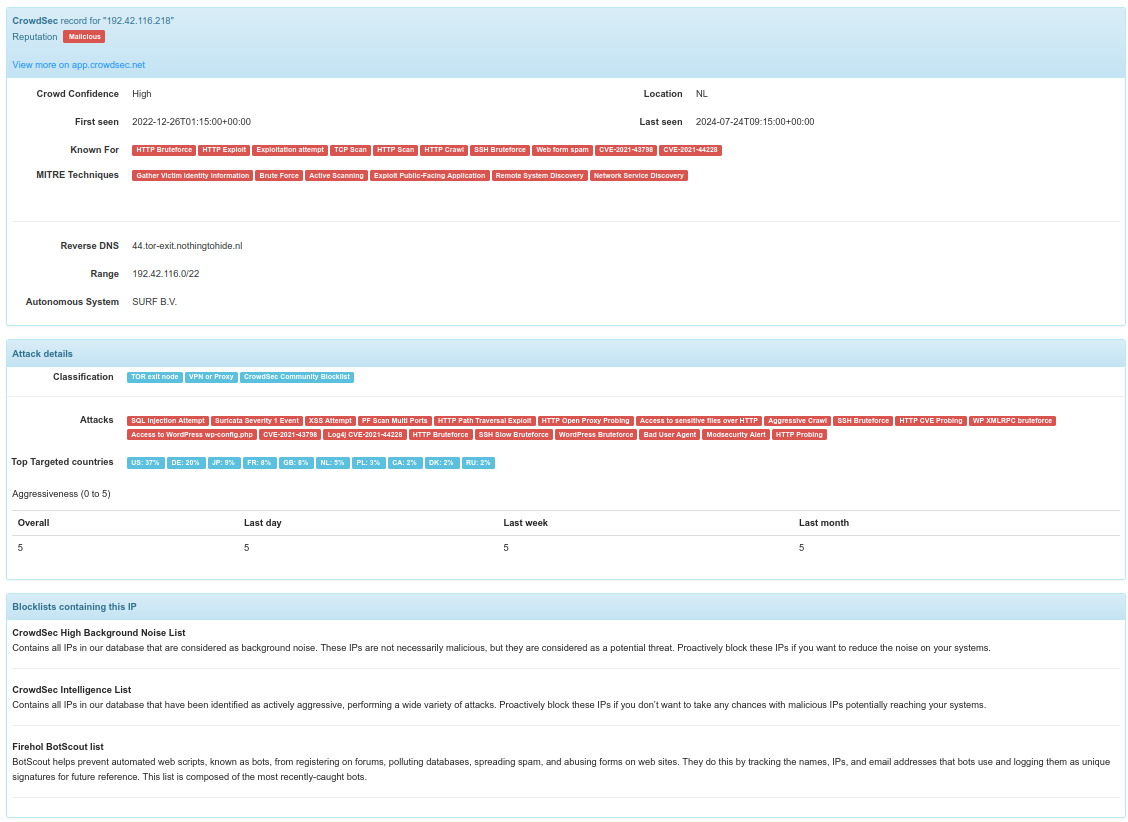 CrowdSec record for "192.42.116.218"
Reputation Malicious
View more on app.crowdsec.net
Crowd Confidence High Location NL
First seen 2022-12-26T01:15:00+00:00 Last seen 2024-07-24T09:15:00+00:00
Known For HTTP Bruteforce HTTP Exploit Exploitation attempt TCP Scan HTTP Scan HTTP Crawl SSH Bruteforce Web form spam CVE-2021-43798 CVE-2021-44228
MITRE Techniques Gather Victim Identity Information Brute Force Active Scanning Exploit Public-Facing Application Remote System Discovery Network Service Discovery
Reverse DNS 44.tor-exit.nothingtohide.nl
Range 192.42.116.0/22
Autonomous System SURF B.V.
Attack details
Classification TOR exit node VPN or Proxy CrowdSec Community Blocklist
Attacks SQL Injection Attempt Suricata Severity 1 Event XSS Attempt PF Scan Multi Ports HTTP Path Traversal Exploit HTTP Open Proxy Probing Access to sensitive files over HTTP Aggressive Crawl SSH Bruteforce HTTP CVE Probing WP XMLRPC bruteforce
Access to WordPress wp-config.php CVE-2021-43798 Log4j CVE-2021-44228 HTTP Bruteforce SSH Slow Bruteforce WordPress Bruteforce Bad User Agent Modsecurity Alert HTTP Probing
Top Targeted countries US: 37% DE: 20% JP: 9% FR: 8% GB: 8% NL: 5% PL: 3% CA: 2% DK: 2% RU: 2%
Aggressiveness (0 to 5)
Overall Last day Last week Last month
5 5 5 5
Blocklists containing this IP
CrowdSec High Background Noise List
Contains all IPs in our database that are considered as background noise. These IPs are not necessarily malicious, but they are considered as a potential threat. Proactively block these IPs if you want to reduce the noise on your systems.
CrowdSec Intelligence List
Contains all IPs in our database that have been identified as actively aggressive, performing a wide variety of attacks. Proactively block these IPs if you don't want to take any chances with malicious IPs potentially reaching your systems.
Firehol BotScout list
BotScout helps prevent automated web scripts, known as bots, from registering on forums, polluting databases, spreading spam, and abusing forms on web sites. They do this by tracking the names, IPs, and email addresses that bots use and logging them as unique
signatures for future reference. This list is composed of the most recently-caught bots.